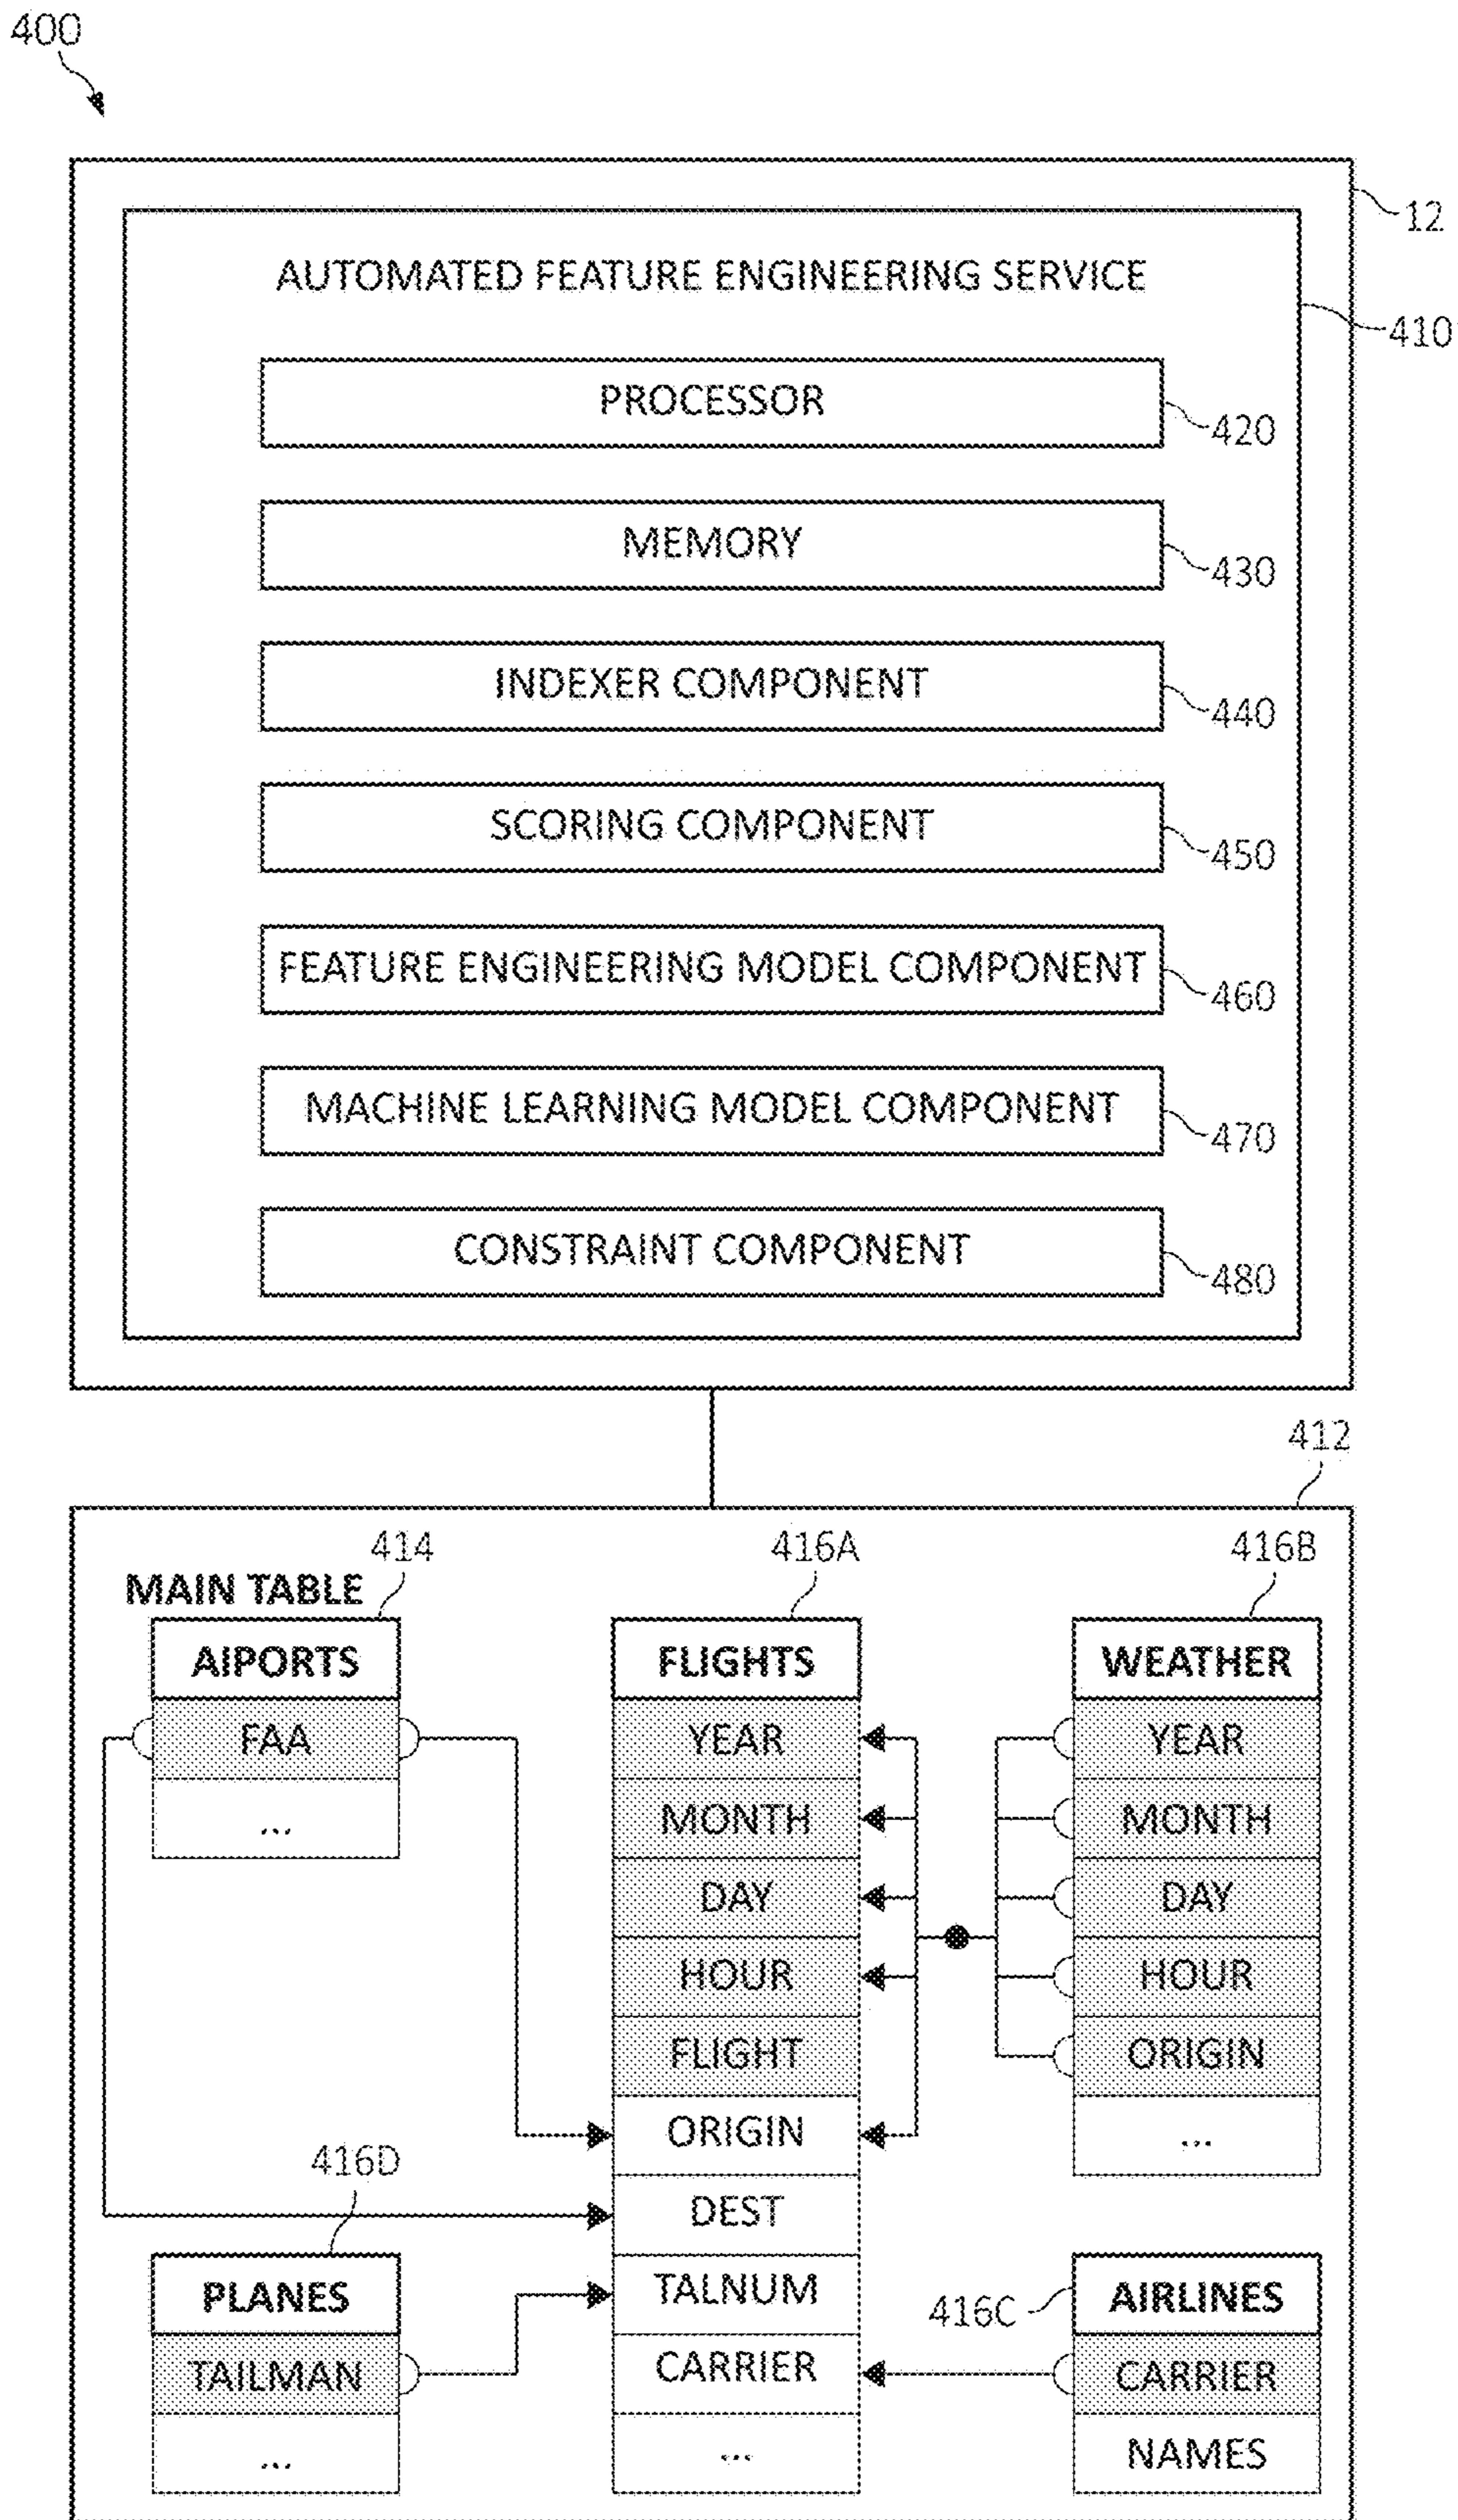 400
12
AUTOMATED FEATURE ENGINEERING SERVICE
410
PROCESSOR
420
MEMORY
430
INDEXER COMPONENT
440
SCORING COMPONENT
450
FEATURE ENGINEERING MODEL COMPONENT
460
MACHINE LEARNING MODEL COMPONENT
470
CONSTRAINT COMPONENT
480
412
414
416A
416B
MAIN TABLE
AIPORTS
FAA
...
FLIGHTS
YEAR
MONTH
DAY
HOUR
FLIGHT
ORIGIN
DEST
TALNUM
CARRIER
...
WEATHER
YEAR
MONTH
DAY
HOUR
ORIGIN
...
416D
PLANES
TAILMAN
...
416C
AIRLINES
CARRIER
NAMES